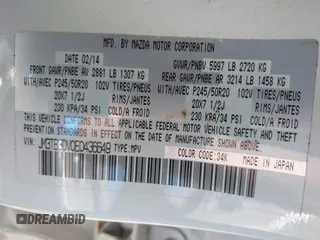 MFD. BY MAZDA MOTOR CORPORATION
DATE 02/14 GVWR/PNBV 5997 LB 2720 KG
FRONT GAWR/PNBE AV 2881 LB 1307 KG REAR GAWR/PNBE AR 3214 LB 1458 KG
WITH/AVEC P245/50R20 102V TIRES/PNEUS WITH/AVEC P245/50R20 102V TIRES/PNEUS
20X7 1/2J RIMS/JANTES 20X7 1/2J RIMS/JANTES
230 KPA/34 PSI COLD/A FROID 230 KPA/34 PSI COLD/A FROID
THIS VEHICLE CONFORMS TO ALL APPLICABLE FEDERAL MOTOR VEHICLE SAFETY
STANDARDS IN EFFECT ON THE DATE OF MANUFACTURE SHOWN ABOVE.
TYPE:MPV
COLOR CODE:34K MADE IN JAPAN
DREAMBID.COM